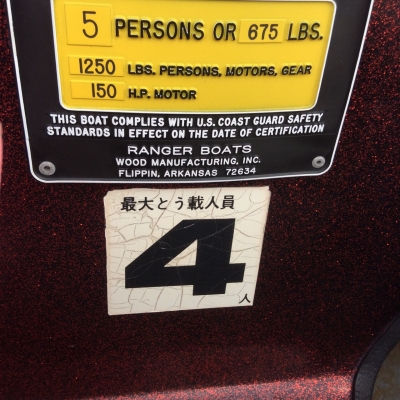 5 PERSONS OR 675 LBS.
1250 LBS. PERSONS, MOTORS, GEAR
150 H.P. MOTOR
THIS BOAT COMPLIES WITH U.S. COAST GUARD SAFETY
STANDARDS IN EFFECT ON THE DATE OF CERTIFICATION
RANGER BOATS
WOOD MANUFACTURING, INC.
FLIPPIN, ARKANSAS 72634
最大とう載人員
4人